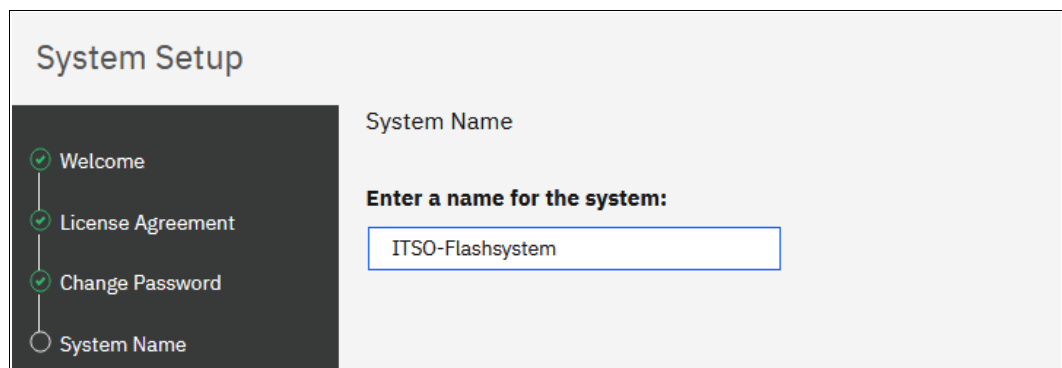 System Setup
Welcome
License Agreement
Change Password
System Name
System Name
Enter a name for the system:
ITSO-Flashsystem